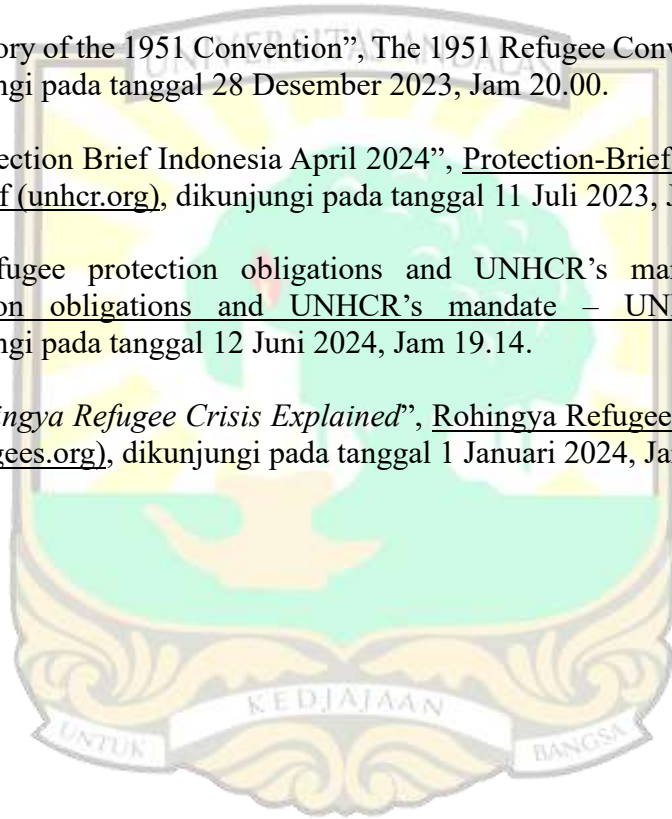 UNIVERSITAS ANDALAS
ory of the 1951 Convention”, The 1951 Refugee Conv
ngi pada tanggal 28 Desember 2023, Jam 20.00.
ection Brief Indonesia April 2024”, Protection-Brief
f (unhcr.org), dikunjungi pada tanggal 11 Juli 2023, J
fugee protection obligations and UNHCR’s ma
on obligations and UNHCR’s mandate – UN
ngi pada tanggal 12 Juni 2024, Jam 19.14.
ingya Refugee Crisis Explained”, Rohingya Refugee
gees.org), dikunjungi pada tanggal 1 Januari 2024, Ja
KEDJAJAAN
UNTUK BANGSA